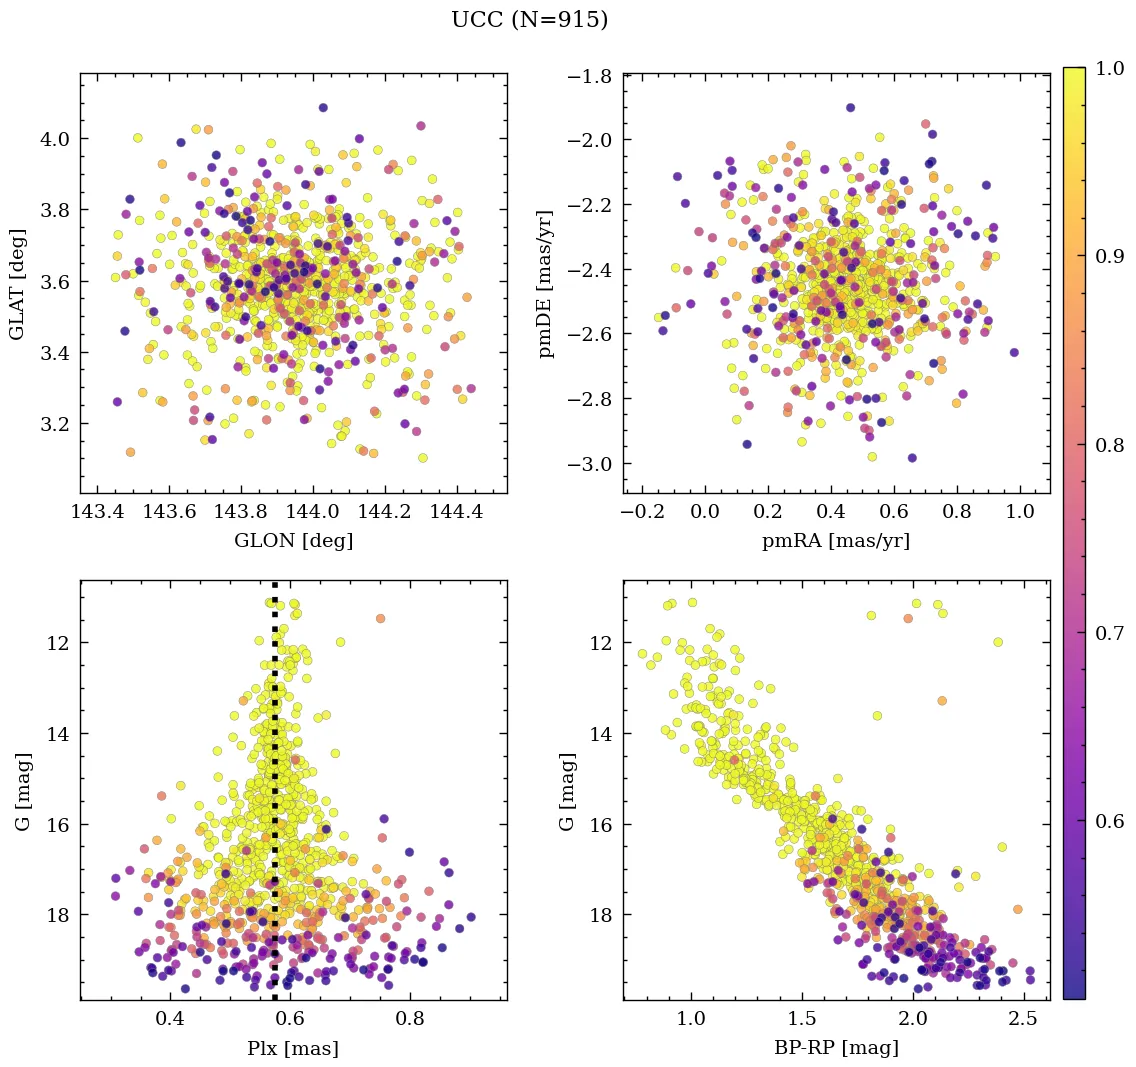 UCC (N=915)
4.0
3.8
3.6
3.4
3.2
GLAT [deg]
143.4 143.6 143.8 144.0 144.2 144.4
GLON [deg]
−1.8
−2.0
−2.2
−2.4
−2.6
−2.8
−3.0
pmDE [mas/yr]
−0.2 0.0 0.2 0.4 0.6 0.8 1.0
pmRA [mas/yr]
12
14
16
18
G [mag]
0.4 0.6 0.8
Plx [mas]
12
14
16
18
G [mag]
1.0 1.5 2.0 2.5
BP-RP [mag]
1.0
0.9
0.8
0.7
0.6